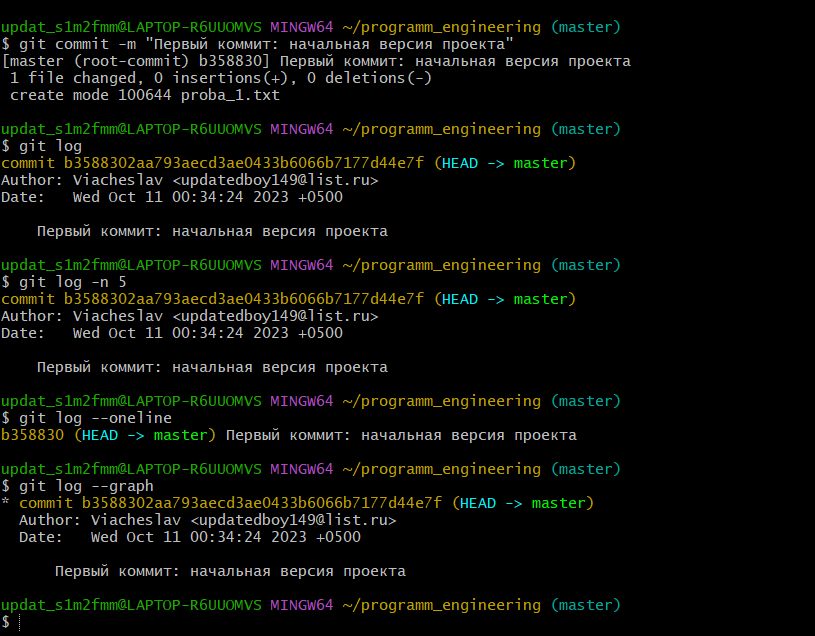 updat_s1m2fmm@LAPTOP-R6UUOMVS MINGW64 ~/programm_engineering (master)
$ git commit -m "Первый коммит: начальная версия проекта"
[master (root-commit) b358830] Первый коммит: начальная версия проекта
 1 file changed, 0 insertions(+), 0 deletions(-)
 create mode 100644 proba_1.txt
updat_s1m2fmm@LAPTOP-R6UUOMVS MINGW64 ~/programm_engineering (master)
$ git log
commit b3588302aa793aecd3ae0433b6066b7177d44e7f (HEAD -> master)
Author: Viacheslav <updatedboy149@list.ru>
Date:   Wed Oct 11 00:34:24 2023 +0500
    Первый коммит: начальная версия проекта
updat_s1m2fmm@LAPTOP-R6UUOMVS MINGW64 ~/programm_engineering (master)
$ git log -n 5
commit b3588302aa793aecd3ae0433b6066b7177d44e7f (HEAD -> master)
Author: Viacheslav <updatedboy149@list.ru>
Date:   Wed Oct 11 00:34:24 2023 +0500
    Первый коммит: начальная версия проекта
updat_s1m2fmm@LAPTOP-R6UUOMVS MINGW64 ~/programm_engineering (master)
$ git log --oneline
b358830 (HEAD -> master) Первый коммит: начальная версия проекта
updat_s1m2fmm@LAPTOP-R6UUOMVS MINGW64 ~/programm_engineering (master)
$ git log --graph
* commit b3588302aa793aecd3ae0433b6066b7177d44e7f (HEAD -> master)
  Author: Viacheslav <updatedboy149@list.ru>
  Date:   Wed Oct 11 00:34:24 2023 +0500
      Первый коммит: начальная версия проекта
updat_s1m2fmm@LAPTOP-R6UUOMVS MINGW64 ~/programm_engineering (master)
$